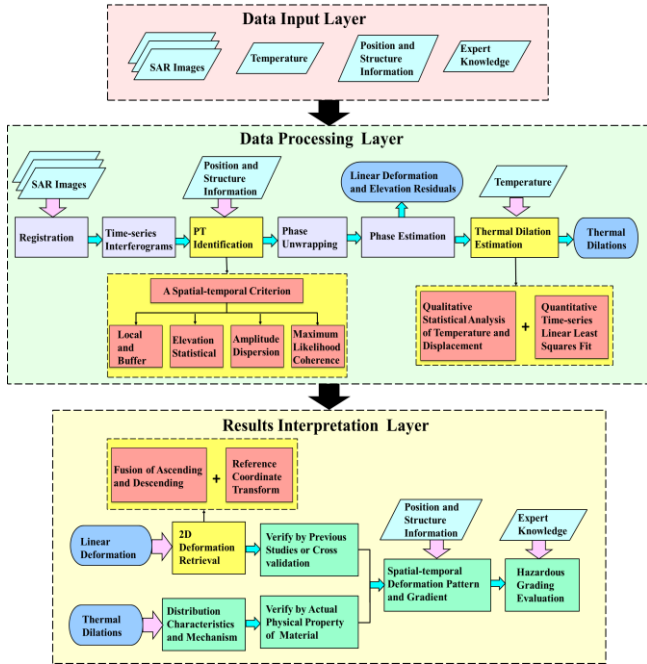 Data Input Layer
SAR Images
Temperature
Position and
Structure
Information
Expert
Knowledge
Data Processing Layer
SAR Images
Position and
Structure
Information
Linear Deformation
and Elevation Residuals
Temperature
Registration
Time-series
Interferograms
PT
Identification
Phase
Unwrapping
Phase Estimation
Thermal Dilation
Estimation
Thermal
Dilations
A Spatial-temporal Criterion
Local
and
Buffer
Elevation
Statistical
Amplitude
Dispersion
Maximum
Likelihood
Coherence
Qualitative
Statistical Analysis
of Temperature and
Displacement
+
Quantitative
Time-series
Linear Least
Squares Fit
Results Interpretation Layer
Fusion of Ascending
and Descending
+
Reference
Coordinate
Transform
Linear
Deformation
2D
Deformation
Retrieval
Verify by Previous
Studies or Cross
validation
Position and
Structure
Information
Expert
Knowledge
Spatial-temporal
Deformation Pattern
and Gradient
Hazardous
Grading
Evaluation
Thermal
Dilations
Distribution
Characteristics
and Mechanism
Verify by Actual
Physical Property
of Material